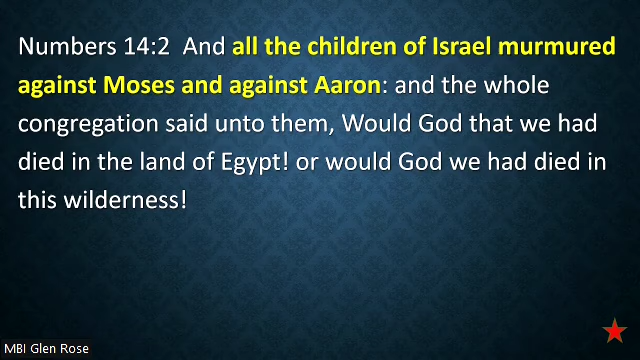 Numbers 14:2  And all the children of Israel murmured
against Moses and against Aaron: and the whole
congregation said unto them, Would God that we had
died in the land of Egypt! or would God we had died in
this wilderness!
MBI Glen Rose